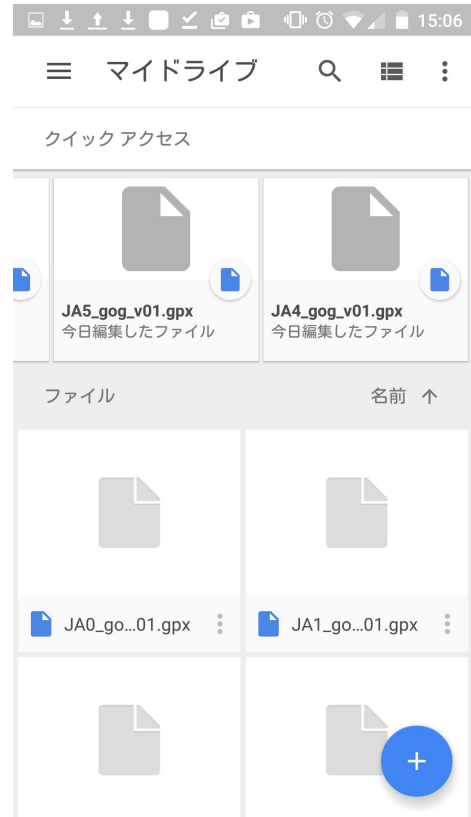 15:06
マイドライブ
クイック アクセス
JA5_gog_v01.gpx
今日編集したファイル
JA4_gog_v01.gpx
今日編集したファイル
ファイル
名前
JA0_go...01.gpx
JA1_go...01.gpx